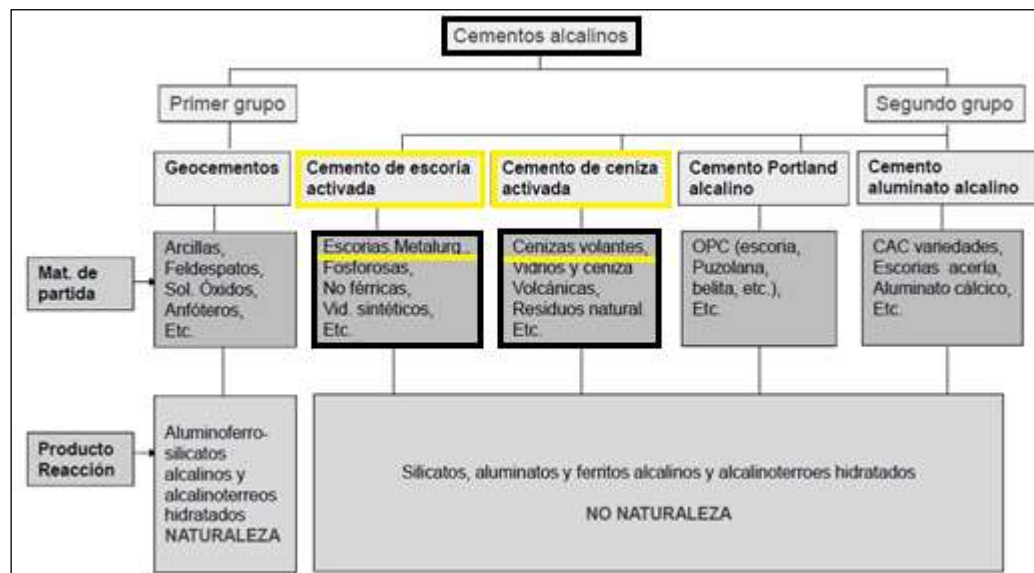 Cementos alcalinos
Primer grupo
Segundo grupo
Geocementos
Cemento de escoria
activada
Cemento de ceniza
activada
Cemento Portland
alcalino
Cemento
aluminato alcalino
Mat. de
partida
Arcillas,
Feldespatos,
Sol. Óxidos,
Anfóteros,
Etc.
Escorias Metalurg.,
Fosforosas,
No férricas,
Vid. sintéticos,
Etc.
Cenizas volantes,
Vidrios y ceniza
Volcánicas,
Residuos natural.
Etc.
OPC (escoria,
Puzolana,
belita, etc.),
Etc.
CAC variedades,
Escorias acería,
Aluminato cálcico,
Etc.
Producto
Reacción
Aluminoferro-
silicatos
alcalinos y
alcalinoterreos
hidratados
NATURALEZA
Silicatos, aluminatos y ferritos alcalinos y alcalinoterroes hidratados
NO NATURALEZA